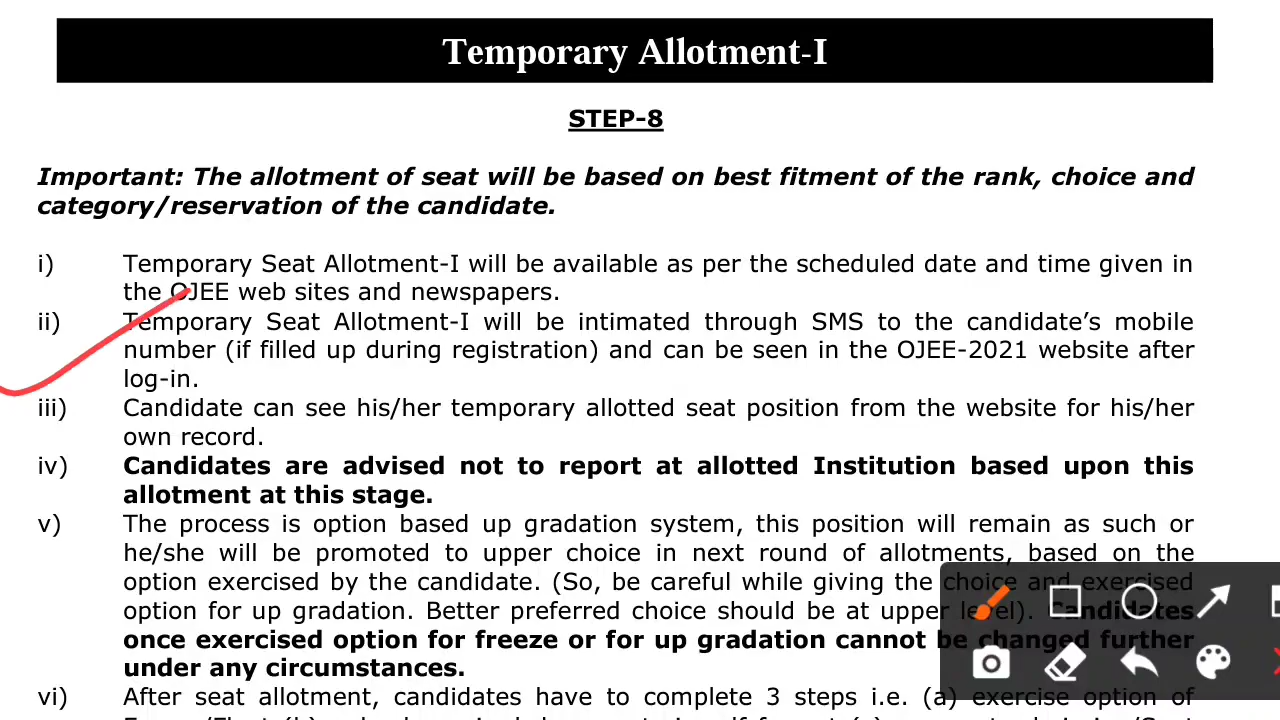 Temporary Allotment-I
STEP-8
Important: The allotment of seat will be based on best fitment of the rank, choice and
category/reservation of the candidate.
i) Temporary Seat Allotment-I will be available as per the scheduled date and time given in
the OJEE web sites and newspapers.
ii) Temporary Seat Allotment-I will be intimated through SMS to the candidate’s mobile
number (if filled up during registration) and can be seen in the OJEE-2021 website after
log-in.
iii) Candidate can see his/her temporary allotted seat position from the website for his/her
own record.
iv) Candidates are advised not to report at allotted Institution based upon this
allotment at this stage.
v) The process is option based up gradation system, this position will remain as such or
he/she will be promoted to upper choice in next round of allotments, based on the
option exercised by the candidate. (So, be careful while giving the choice and exercised
option for up gradation. Better preferred choice should be at upper level). Candidates
once exercised option for freeze or for up gradation cannot be changed further
under any circumstances.
vi) After seat allotment, candidates have to complete 3 steps i.e. (a) exercise option of